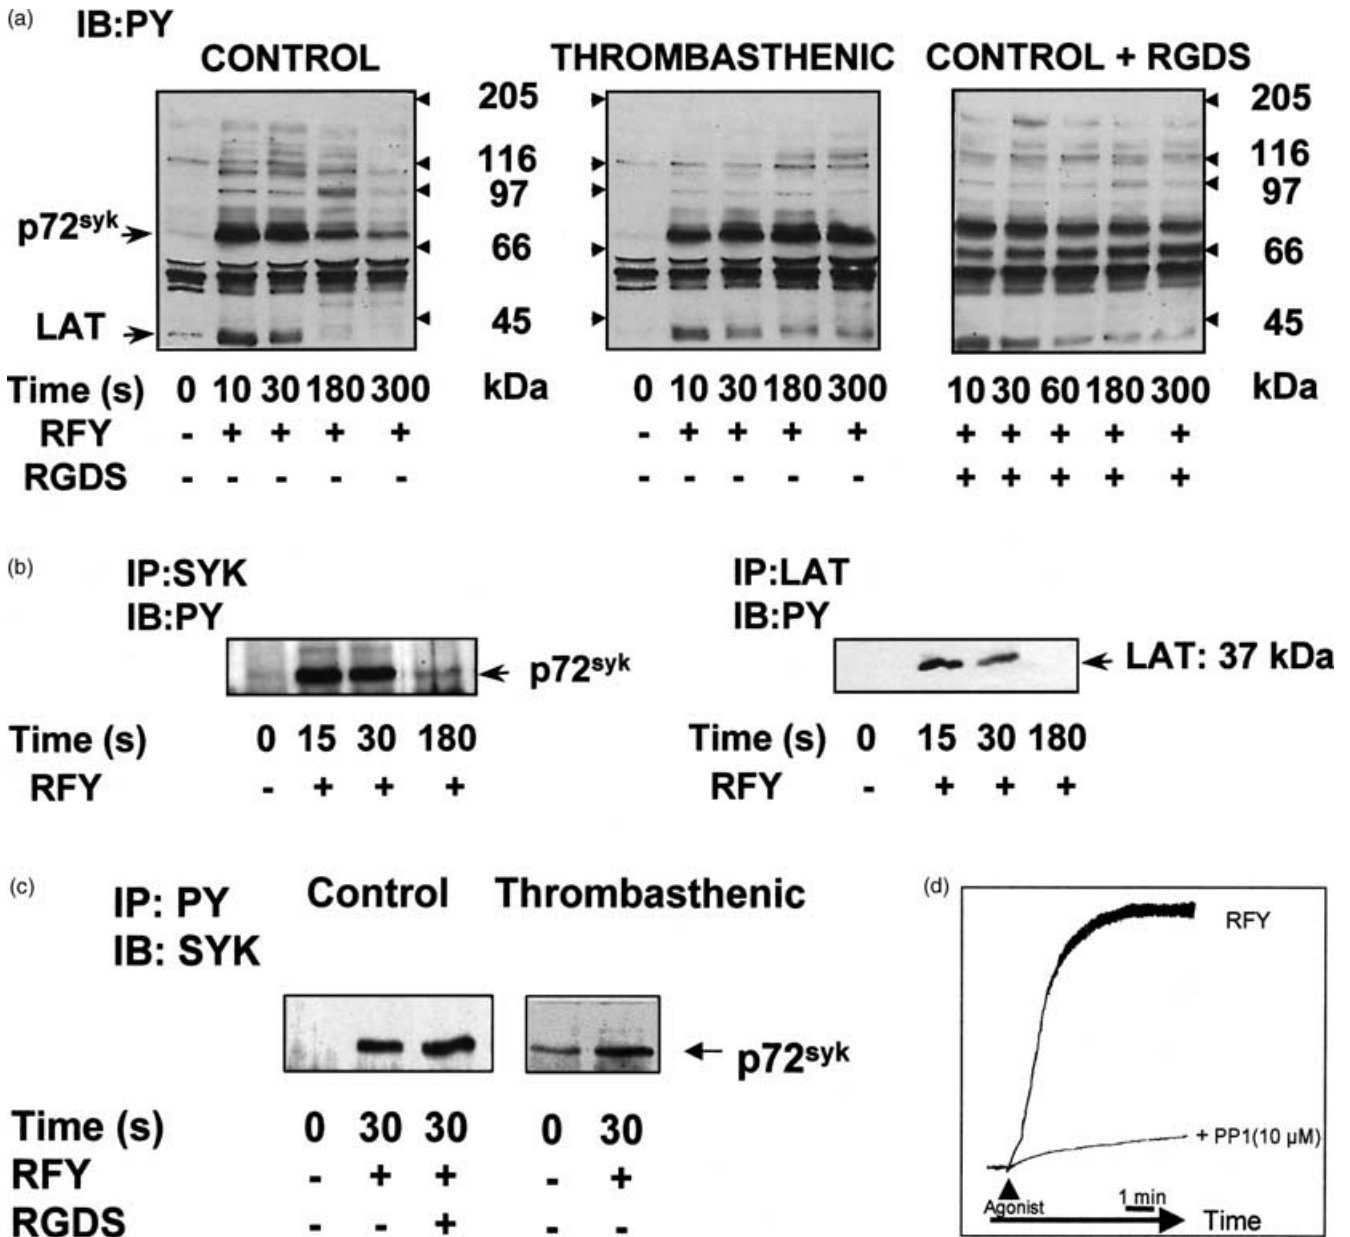 (a) IB:PY
CONTROL THROMBASTHENIC CONTROL + RGDS
205 205
116 116
97 97
p72syk
66 66
LAT 45 45
Time (s) 0 10 30 180 300 kDa 0 10 30 180 300 10 30 60 180 300 kDa
RFY - + + + + - + + + + + + + + +
RGDS - - - - - - - - - - + + + + +
(b) IP:SYK IP:LAT
IB:PY IB:PY
p72syk LAT: 37 kDa
Time (s) 0 15 30 180 Time (s) 0 15 30 180
RFY - + + + RFY - + + +
(c) IP: PY Control Thrombasthenic
IB: SYK
p72syk
Time (s) 0 30 30 0 30
RFY - + + - +
RGDS - - + - -
(d)
RFY
+ PP1(10 µM)
Agonist 1 min
Time